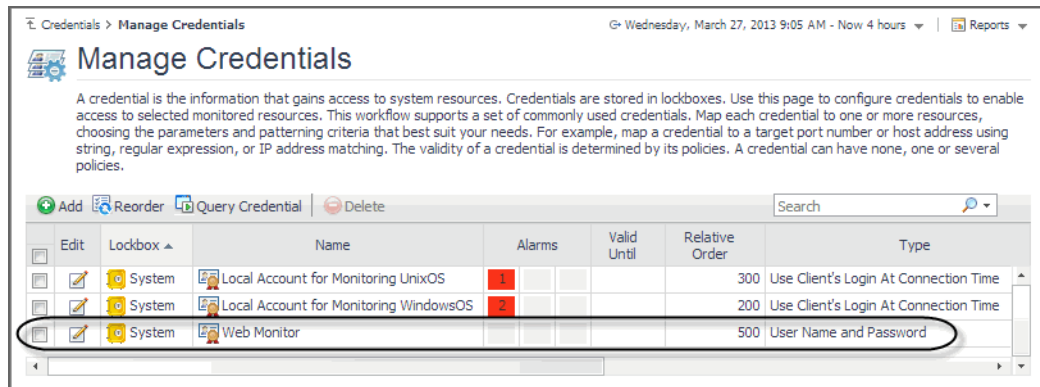 Credentials > Manage Credentials
Wednesday, March 27, 2013 9:05 AM - Now 4 hours | Reports
Manage Credentials
A credential is the information that gains access to system resources. Credentials are stored in lockboxes. Use this page to configure credentials to enable
access to selected monitored resources. This workflow supports a set of commonly used credentials. Map each credential to one or more resources,
choosing the parameters and patterning criteria that best suit your needs. For example, map a credential to a target port number or host address using
string, regular expression, or IP address matching. The validity of a credential is determined by its policies. A credential can have none, one or several
policies.
Add Reorder Query Credential | Delete Search
Edit Lockbox Name Alarms Valid Until Relative Order Type
System Local Account for Monitoring UnixOS 1 300 Use Client's Login At Connection Time
System Local Account for Monitoring WindowsOS 2 200 Use Client's Login At Connection Time
System Web Monitor 500 User Name and Password